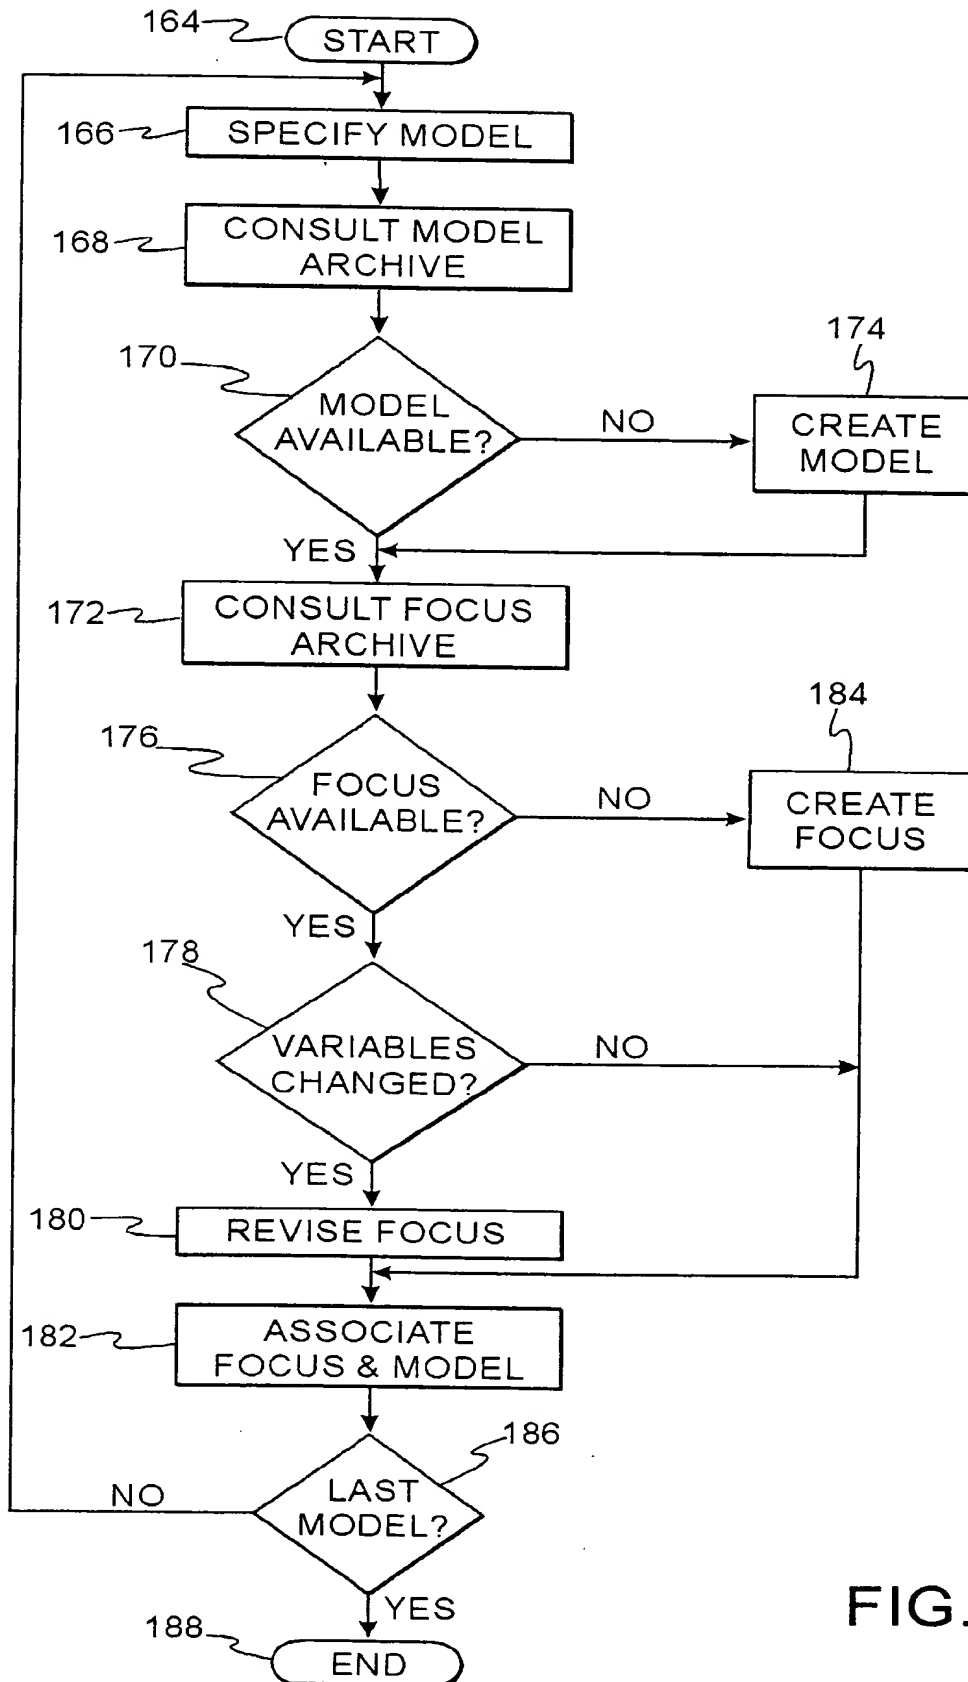 164
START
166
SPECIFY MODEL
168
CONSULT MODEL
ARCHIVE
170
MODEL
AVAILABLE?
NO
174
CREATE
MODEL
YES
172
CONSULT FOCUS
ARCHIVE
176
FOCUS
AVAILABLE?
NO
184
CREATE
FOCUS
YES
178
VARIABLES
CHANGED?
NO
YES
180
REVISE FOCUS
182
ASSOCIATE
FOCUS & MODEL
186
LAST
MODEL?
NO
YES
188
END
FIG.